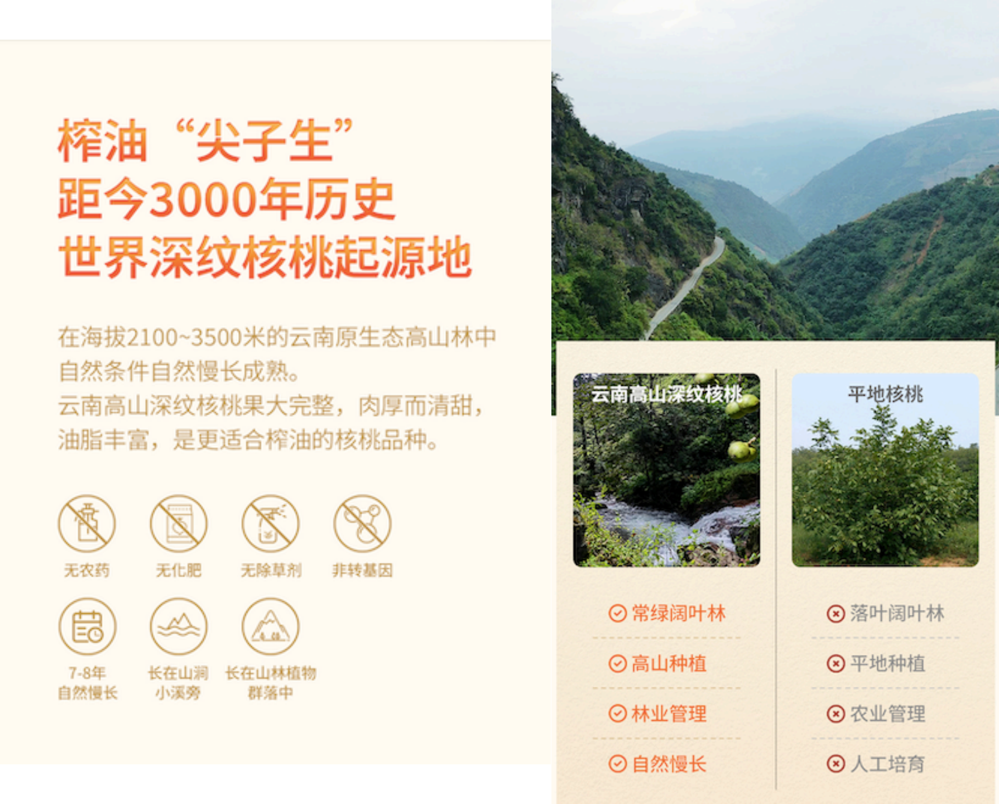 榨油“尖子生”
距今3000年历史
世界深纹核桃起源地
在海拔2100~3500米的云南原生态高山林中
自然条件自然慢长成熟。
云南高山深纹核桃果大完整，肉厚而清甜，
油脂丰富，是更适合榨油的核桃品种。
无农药
无化肥
无除草剂
非转基因
7-8年
自然慢长
长在山涧
小溪旁
长在山林植物
群落中
云南高山深纹核桃
常绿阔叶林
高山种植
林业管理
自然慢长
平地核桃
落叶阔叶林
平地种植
农业管理
人工培育